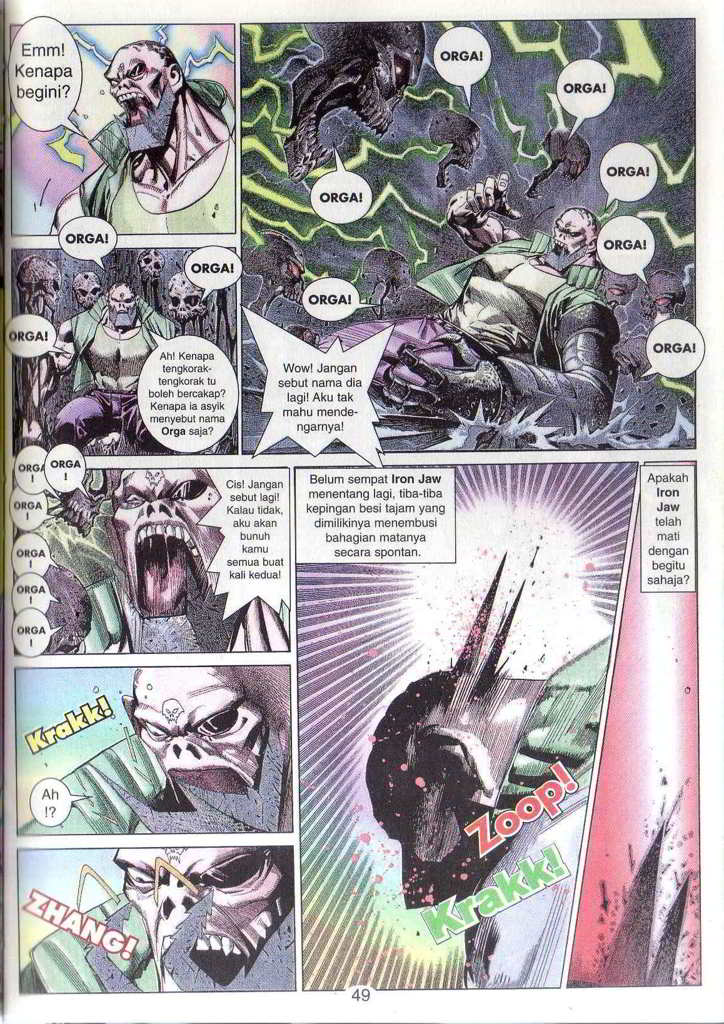 Emm!
Kenapa
begini?
ORGA!
ORGA!
ORGA!
ORGA!
ORGA!
ORGA!
ORGA!
Wow! Jangan
sebut nama dia
lagi! Aku tak
mahu mende-
ngarnya!
ORGA!
ORGA!
ORGA!
Ah! Kenapa
tengkorak-
tengkorak tu
boleh bercakap?
Kenapa ia asyik
menyebut nama
Orga saja?
ORGA
!
ORGA
!
ORGA
!
ORGA
!
ORGA
!
ORGA
!
Cis! Jangan
sebut lagi!
Kalau tidak,
aku akan
bunuh
kamu
semua buat
kali kedua!
Krakk!
Ah
!?
ZHANG!
Belum sempat Iron Jaw
menentang lagi, tiba-tiba
kepingan besi tajam yang
dimilikinya menembusi
bahagian matanya
secara spontan.
Zoop!
Krakk!
Apakah
Iron
Jaw
telah
mati
dengan
begitu
sahaja?
49